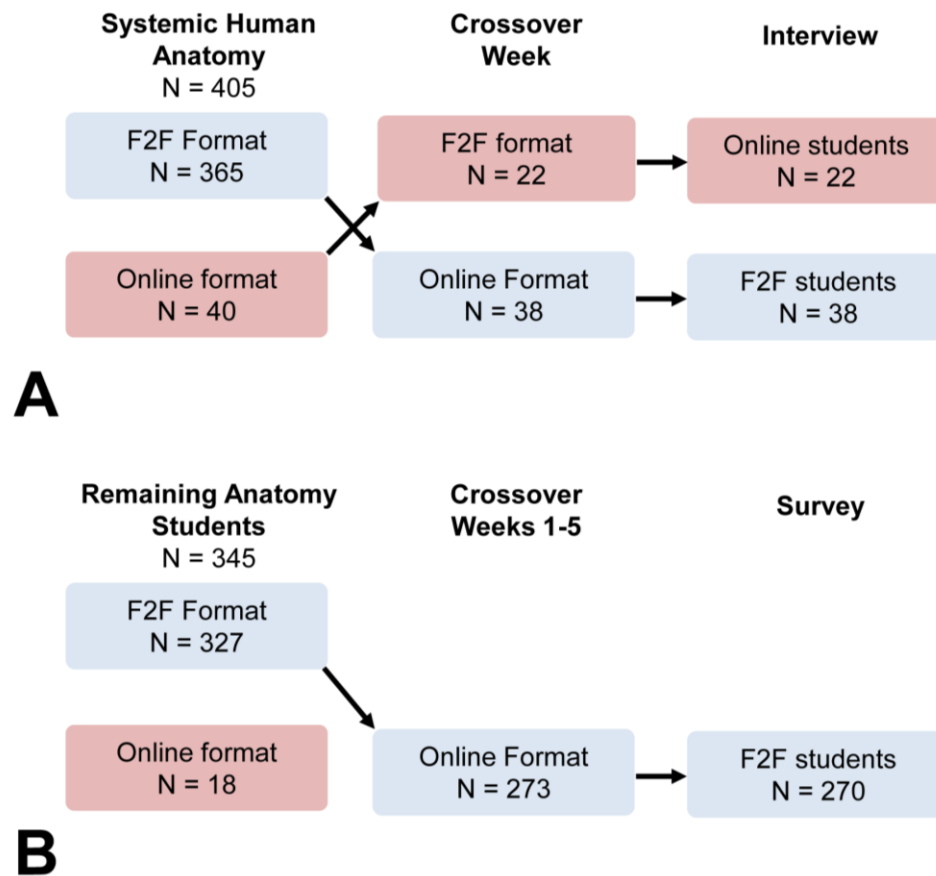 Systemic Human
Anatomy
N = 405
Crossover
Week
Interview
F2F Format
N = 365
F2F format
N = 22
Online students
N = 22
Online format
N = 40
Online Format
N = 38
F2F students
N = 38
A
Remaining Anatomy
Students
N = 345
Crossover
Weeks 1-5
Survey
F2F Format
N = 327
Online format
N = 18
Online Format
N = 273
F2F students
N = 270
B